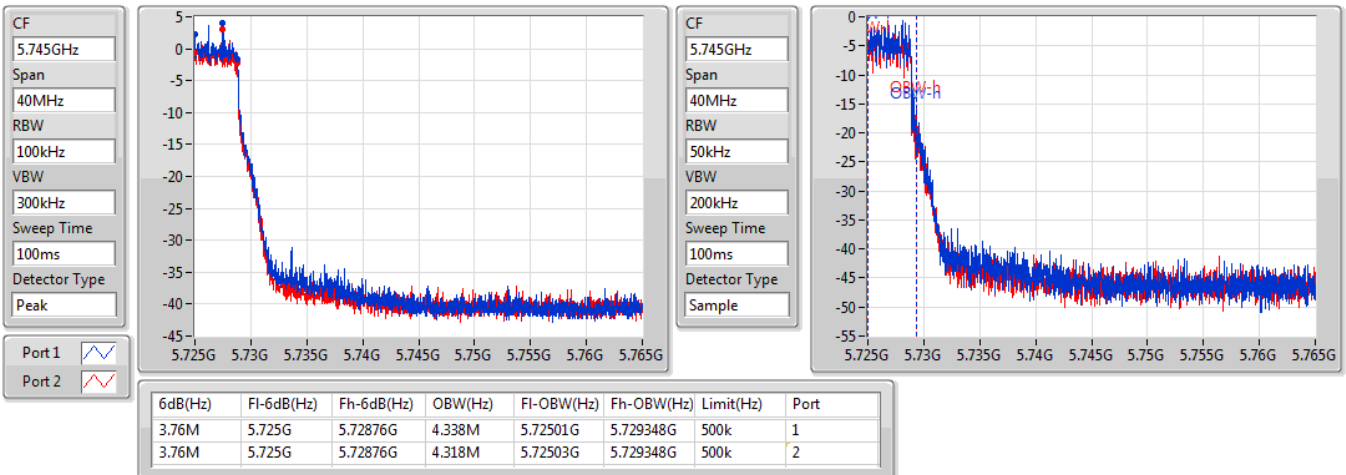 CF
5.745GHz
Span
40MHz
RBW
100kHz
VBW
300kHz
Sweep Time
100ms
Detector Type
Peak
Port 1
Port 2
5
0
-5
-10
-15
-20
-25
-30
-35
-40
-45
5.725G 5.73G 5.735G 5.74G 5.745G 5.75G 5.755G 5.76G 5.765G
CF
5.745GHz
Span
40MHz
RBW
50kHz
VBW
200kHz
Sweep Time
100ms
Detector Type
Sample
0
-5
-10
-15
-20
-25
-30
-35
-40
-45
-50
-55
OBW-h
OBW-h
5.725G 5.73G 5.735G 5.74G 5.745G 5.75G 5.755G 5.76G 5.765G
6dB(Hz) Fl-6dB(Hz) Fh-6dB(Hz) OBW(Hz) Fl-OBW(Hz) Fh-OBW(Hz) Limit(Hz) Port
3.76M 5.725G 5.72876G 4.338M 5.72501G 5.729348G 500k 1
3.76M 5.725G 5.72876G 4.318M 5.72503G 5.729348G 500k 2